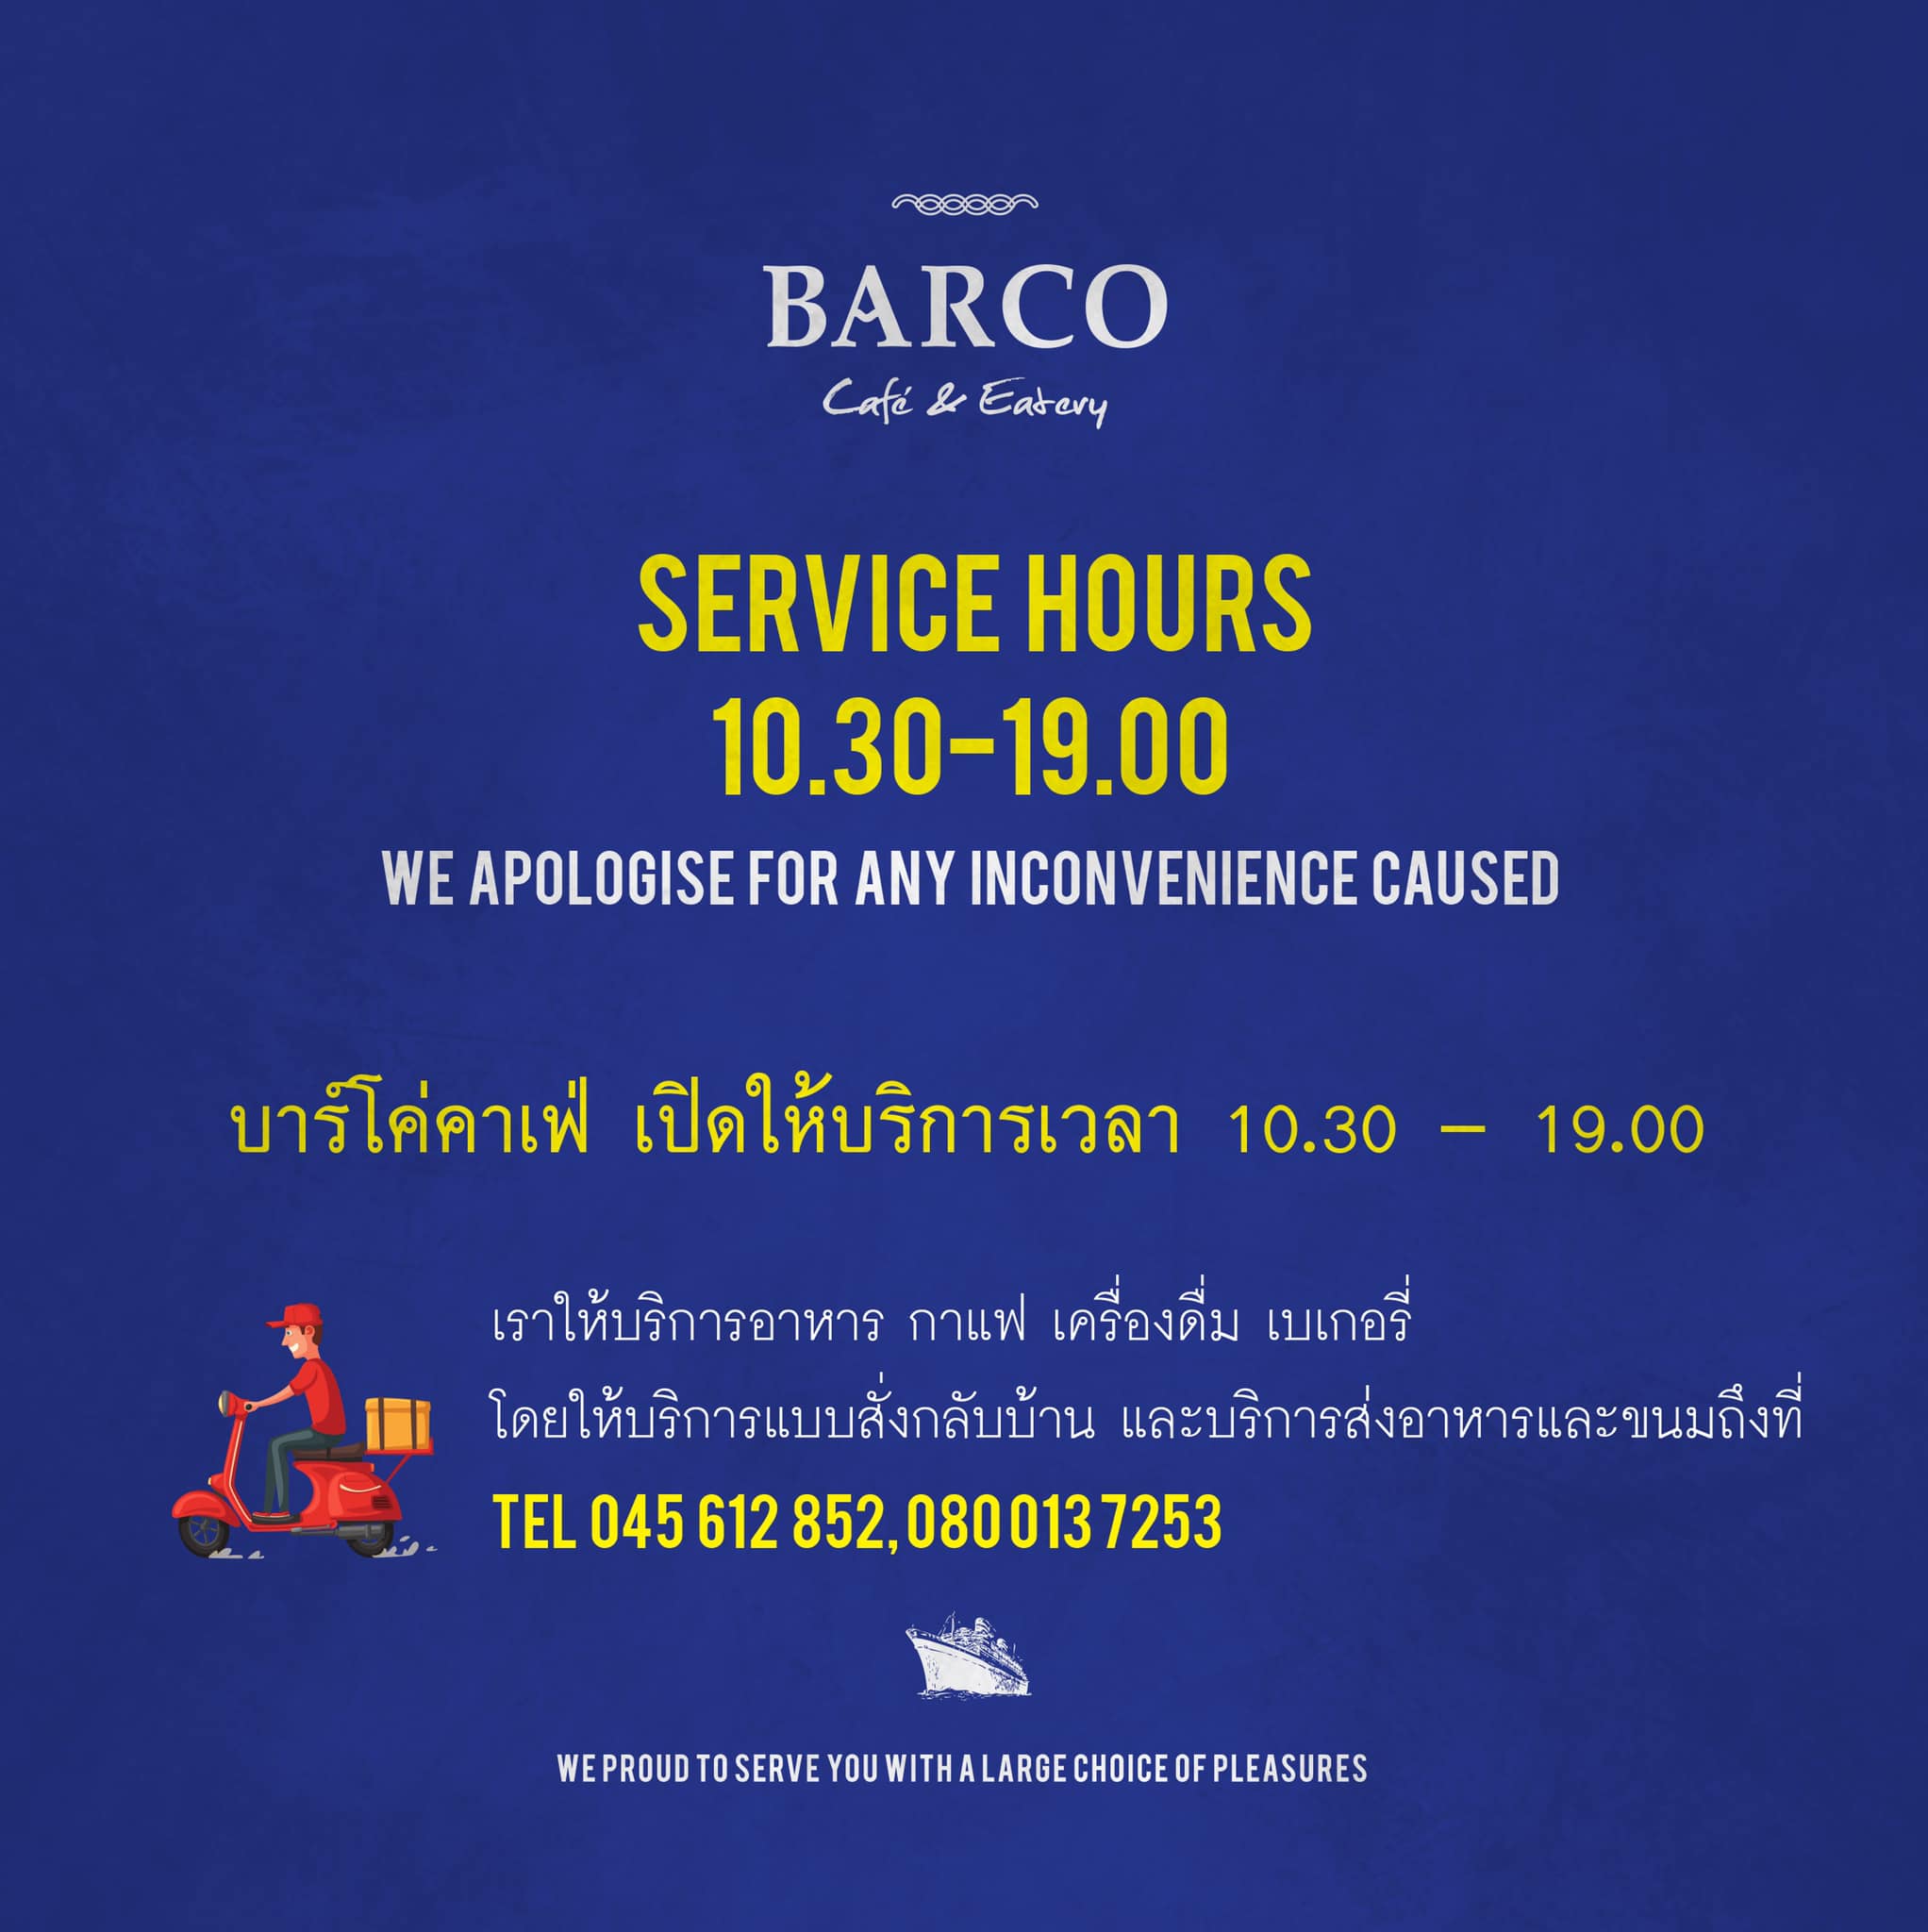 BARCO
Café & Eatery
SERVICE HOURS
10.30-19.00
WE APOLOGISE FOR ANY INCONVENIENCE CAUSED
บาร์โค่คาเฟ่ เปิดให้บริการเวลา 10.30 – 19.00
เราให้บริการอาหาร กาแฟ เครื่องดื่ม เบเกอรี่
โดยให้บริการแบบสั่งกลับบ้าน และบริการส่งอาหารและขนมถึงที่
TEL 045 612 852, 080 013 7253
WE PROUD TO SERVE YOU WITH A LARGE CHOICE OF PLEASURES